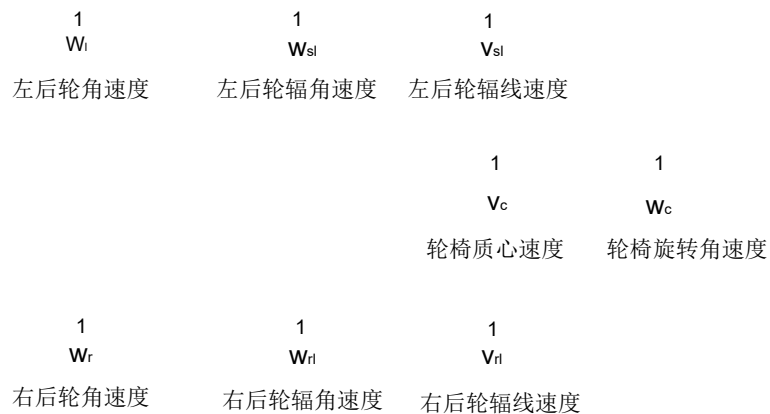 1 1 1
Wl Wsl Vsl
左后轮角速度 左后轮辐角速度 左后轮辐线速度
1 1
Vc Wc
轮椅质心速度 轮椅旋转角速度
1 1 1
Wr Wrl Vrl
右后轮角速度 右后轮辐角速度 右后轮辐线速度